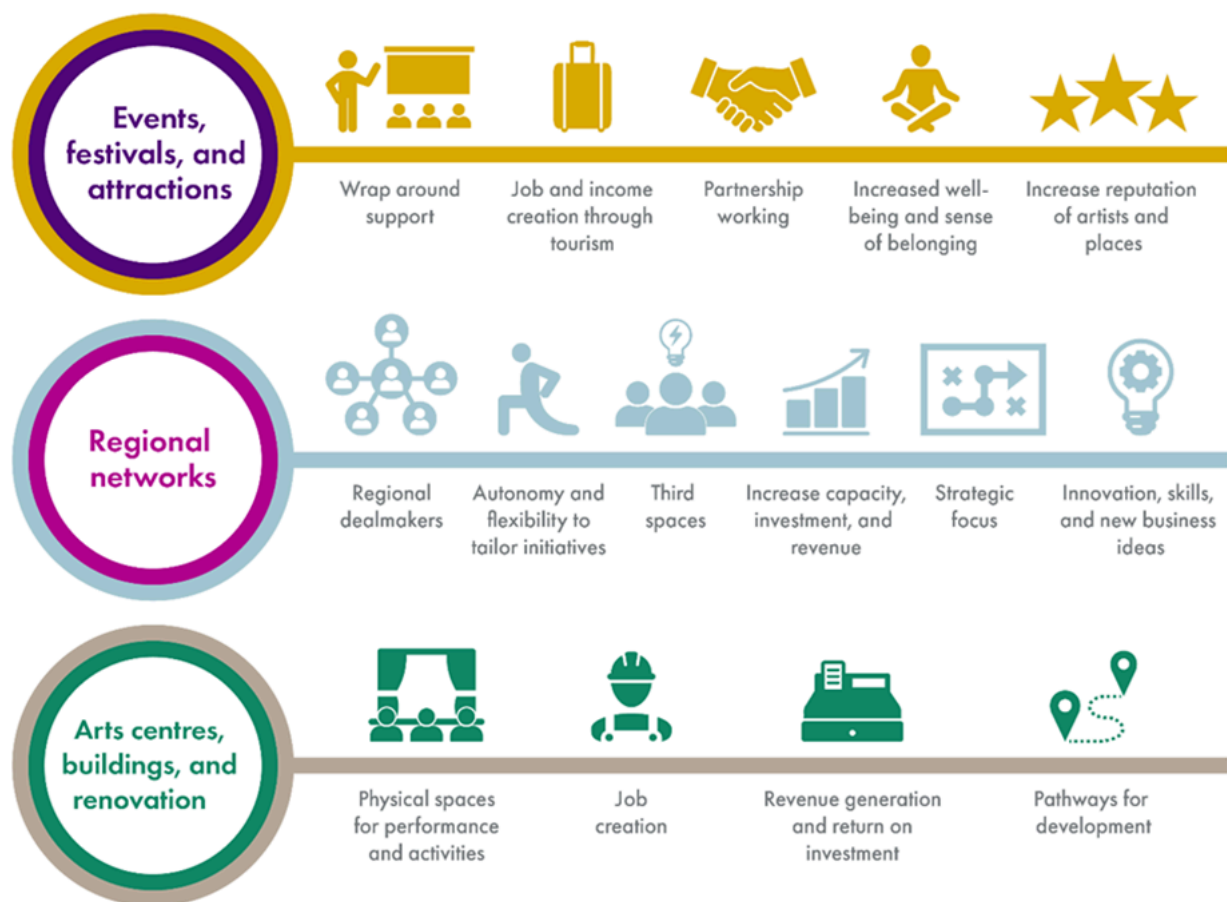 Events,
festivals, and
attractions
Wrap around
support
Job and income
creation through
tourism
Partnership
working
Increased well-
being and sense
of belonging
Increase reputation
of artists and
places
Regional
networks
Regional
dealmakers
Autonomy and
flexibility to
tailor initiatives
Third
spaces
Increase capacity,
investment, and
revenue
Strategic
focus
Innovation, skills,
and new business
ideas
Arts centres,
buildings, and
renovation
Physical spaces
for performance
and activities
Job
creation
Revenue generation
and return on
investment
Pathways for
development